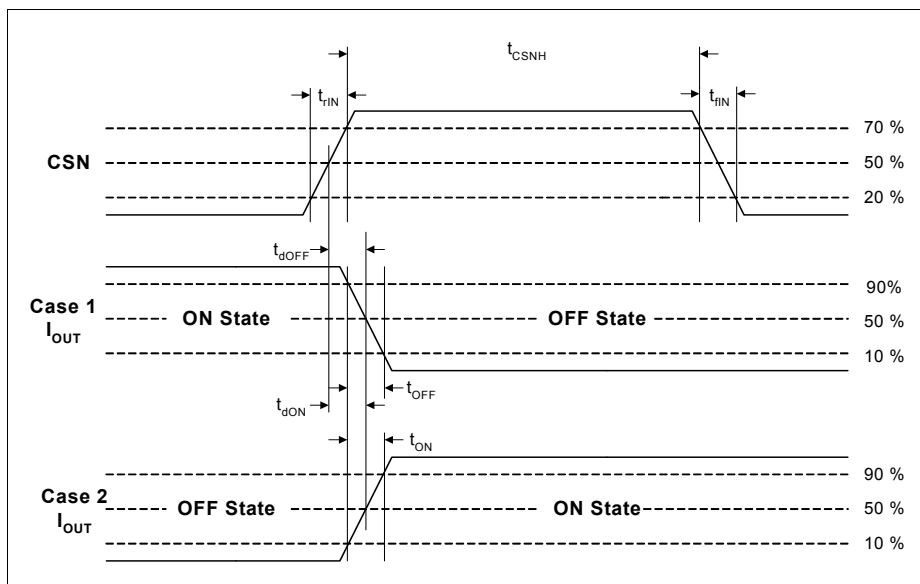 tCSNH
trIN
tfIN
70 %
CSN
50 %
20 %
tdOFF
90%
Case 1
IOUT
ON State
OFF State
50 %
10 %
tOFF
tdON
tON
90 %
Case 2
IOUT
OFF State
ON State
50 %
10 %